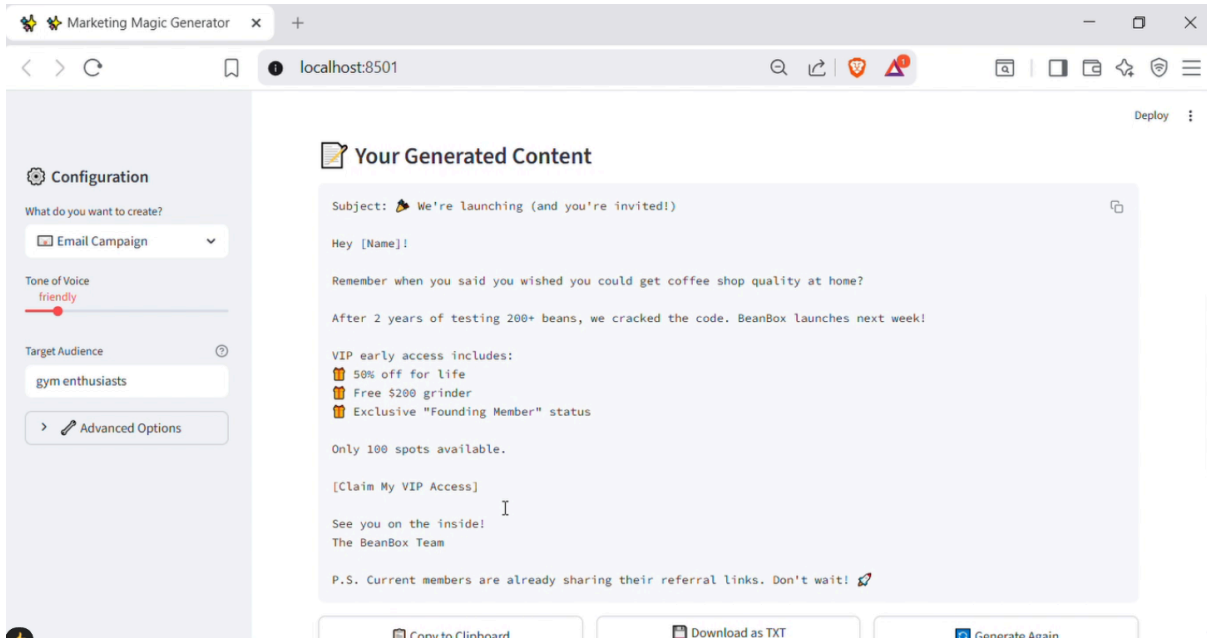 Marketing Magic Generator
localhost:8501
Deploy
Configuration
What do you want to create?
Email Campaign
Tone of Voice
friendly
Target Audience
gym enthusiasts
Advanced Options
Your Generated Content
Subject: 🎉 We're launching (and you're invited!)
Hey [Name]!
Remember when you said you wished you could get coffee shop quality at home?
After 2 years of testing 200+ beans, we cracked the code. BeanBox launches next week!
VIP early access includes:
🎁 50% off for life
🎁 Free $200 grinder
🎁 Exclusive "Founding Member" status
Only 100 spots available.
[Claim My VIP Access]
See you on the inside!
The BeanBox Team
P.S. Current members are already sharing their referral links. Don't wait! 🚀
Copy to Clipboard
Download as TXT
Generate Again